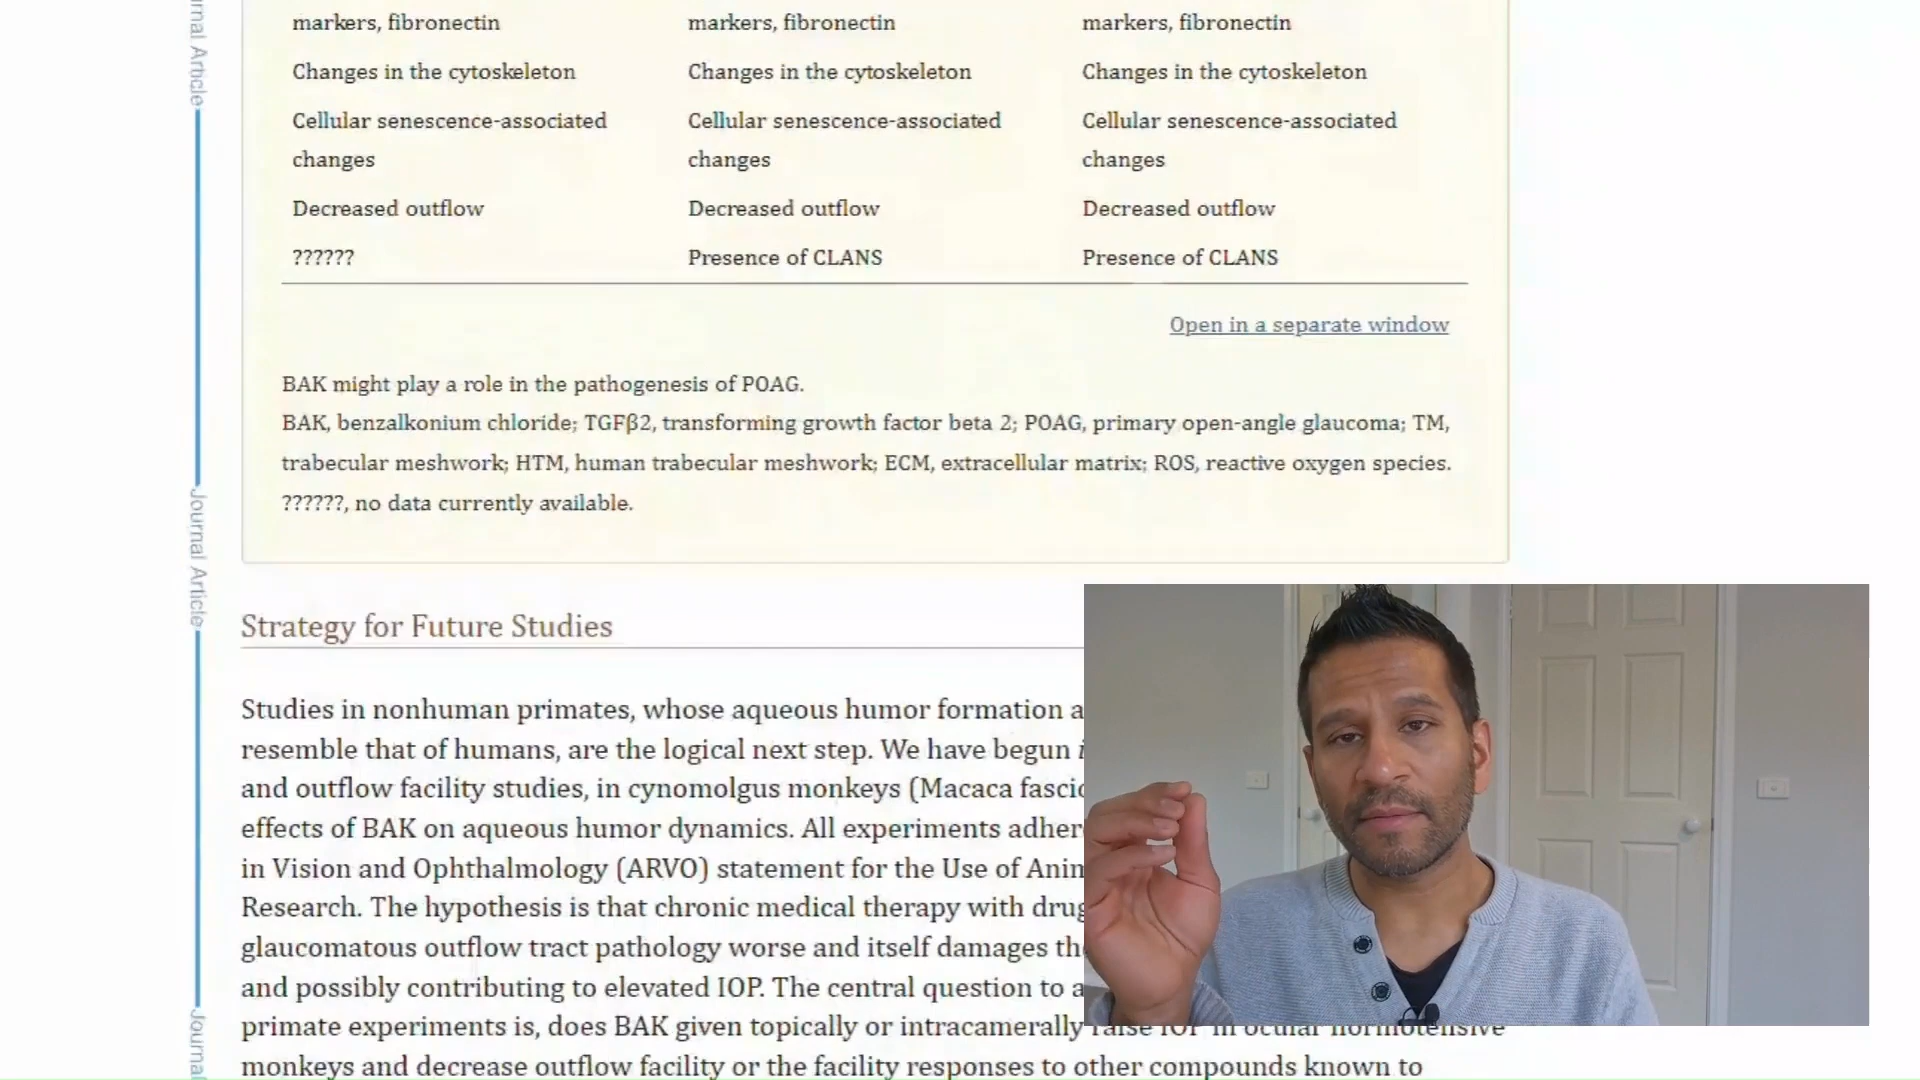 markers, fibronectin markers, fibronectin markers, fibronectin
Changes in the cytoskeleton Changes in the cytoskeleton Changes in the cytoskeleton
Cellular senescence-associated Cellular senescence-associated Cellular senescence-associated
changes changes changes
Decreased outflow Decreased outflow Decreased outflow
?????? Presence of CLANS Presence of CLANS
Open in a separate window
BAK might play a role in the pathogenesis of POAG.
BAK, benzalkonium chloride; TGFβ2, transforming growth factor beta 2; POAG, primary open-angle glaucoma; TM,
trabecular meshwork; HTM, human trabecular meshwork; ECM, extracellular matrix; ROS, reactive oxygen species.
??????, no data currently available.
Strategy for Future Studies
Studies in nonhuman primates, whose aqueous humor formation a
resemble that of humans, are the logical next step. We have begun i
and outflow facility studies, in cynomolgus monkeys (Macaca fascic
effects of BAK on aqueous humor dynamics. All experiments adher
in Vision and Ophthalmology (ARVO) statement for the Use of Anim
Research. The hypothesis is that chronic medical therapy with drug
glaucomatous outflow tract pathology worse and itself damages th
and possibly contributing to elevated IOP. The central question to a
primate experiments is, does BAK given topically or intracamerally raise IOP in ocular normotensive
monkeys and decrease outflow facility or the facility responses to other compounds known to
Journal Article
Journal Article
Journal